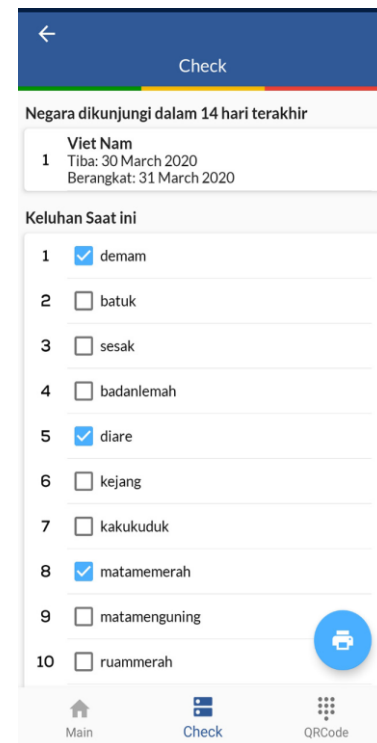 Check
Negara dikunjungi dalam 14 hari terakhir
1 Viet Nam
Tiba: 30 March 2020
Berangkat: 31 March 2020
Keluhan Saat ini
1 demam
2 batuk
3 sesak
4 badanlemah
5 diare
6 kejang
7 kakukuduk
8 matamemerah
9 matamenguning
10 ruammerah
Main Check QRCode